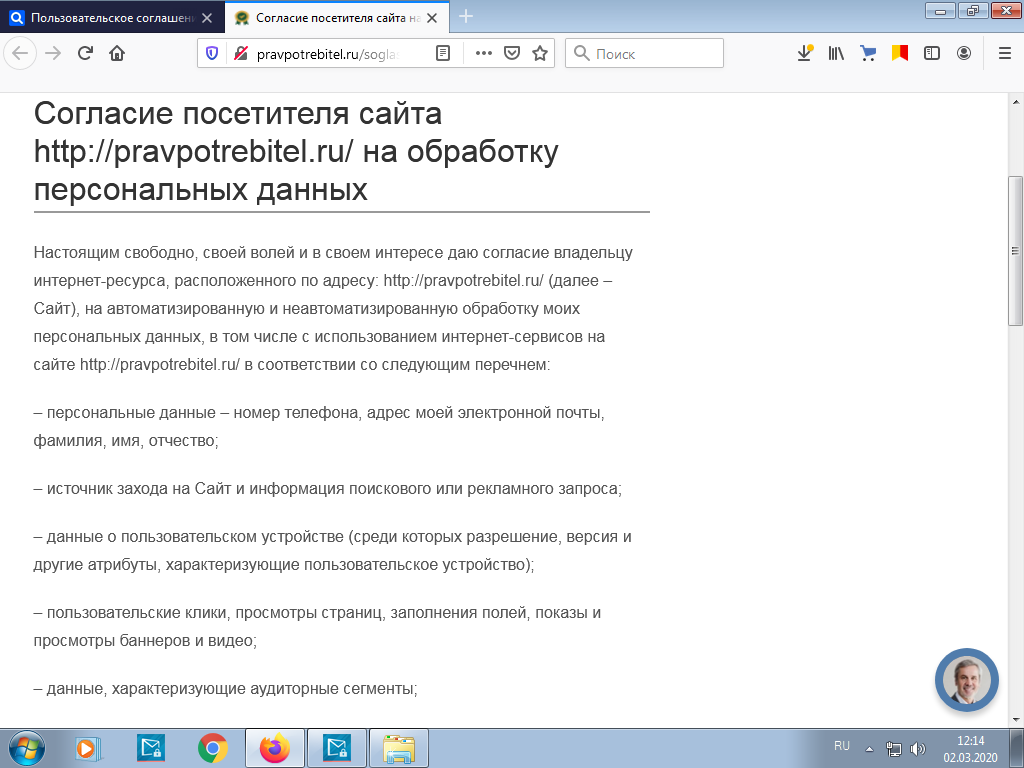 Пользовательское соглашен
Согласие посетителя сайта на
pravpotrebitel.ru/sogla
Поиск
Согласие посетителя сайта
http://pravpotrebitel.ru/ на обработку
персональных данных
Настоящим свободно, своей волей и в своем интересе даю согласие владельцу
интернет-ресурса, расположенного по адресу: http://pravpotrebitel.ru/ (далее –
Сайт), на автоматизированную и неавтоматизированную обработку моих
персональных данных, в том числе с использованием интернет-сервисов на
сайте http://pravpotrebitel.ru/ в соответствии со следующим перечнем:
– персональные данные – номер телефона, адрес моей электронной почты,
фамилия, имя, отчество;
– источник захода на Сайт и информация поискового или рекламного запроса;
– данные о пользовательском устройстве (среди которых разрешение, версия и
другие атрибуты, характеризующие пользовательское устройство);
– пользовательские клики, просмотры страниц, заполнения полей, показы и
просмотры баннеров и видео;
– данные, характеризующие аудиторные сегменты;
RU
12:14
02.03.2020